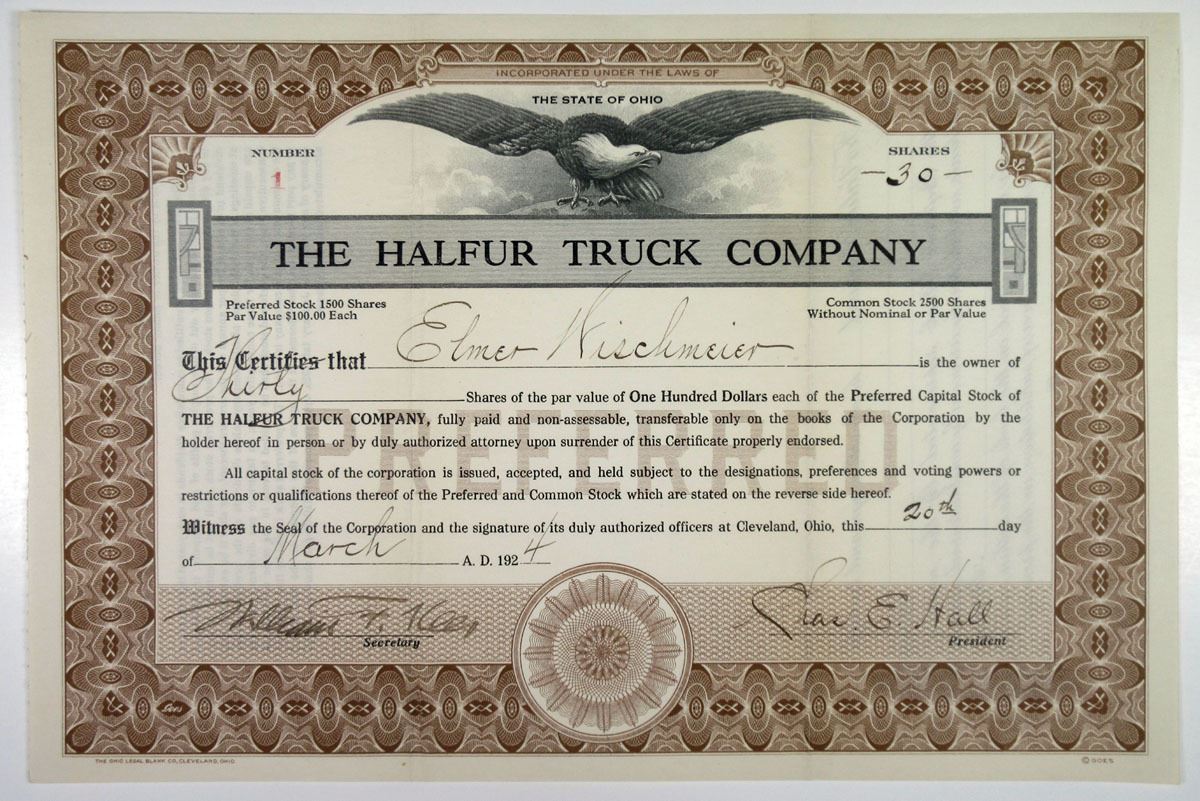 INCORPORATED UNDER THE LAWS OF
THE STATE OF OHIO
NUMBER
1
SHARES
—30—
THE HALFUR TRUCK COMPANY
Preferred Stock 1500 Shares
Par Value $100.00 Each
Common Stock 2500 Shares
Without Nominal or Par Value
This Certifies that Elmer Wischmeier is the owner of
Thirty Shares of the par value of One Hundred Dollars each of the Preferred Capital Stock of
THE HALFUR TRUCK COMPANY, fully paid and non-assessable, transferable only on the books of the Corporation by the
holder hereof in person or by duly authorized attorney upon surrender of this Certificate properly endorsed.
PREFERRED
All capital stock of the corporation is issued, accepted, and held subject to the designations, preferences and voting powers or
restrictions or qualifications thereof of the Preferred and Common Stock which are stated on the reverse side hereof.
Witness the Seal of the Corporation and the signature of its duly authorized officers at Cleveland, Ohio, this 20th day
of March A. D. 1924
William F.
Secretary
Chas. E. Hall
President
Goes
THE OHIO LEGAL BLANK CO, CLEVELAND, OHIO
© GOES